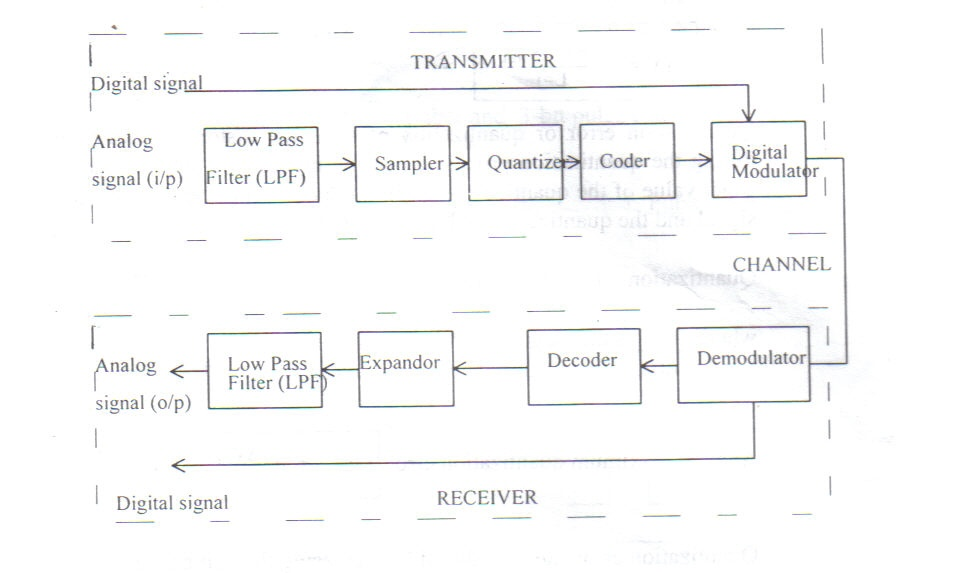 TRANSMITTER
Digital signal
Analog
signal (i/p)
Low Pass
Filter (LPF)
Sampler
Quantizer
Coder
Digital
Modulator
CHANNEL
Analog
signal (o/p)
Low Pass
Filter (LPF)
Expandor
Decoder
Demodulator
Digital signal
RECEIVER